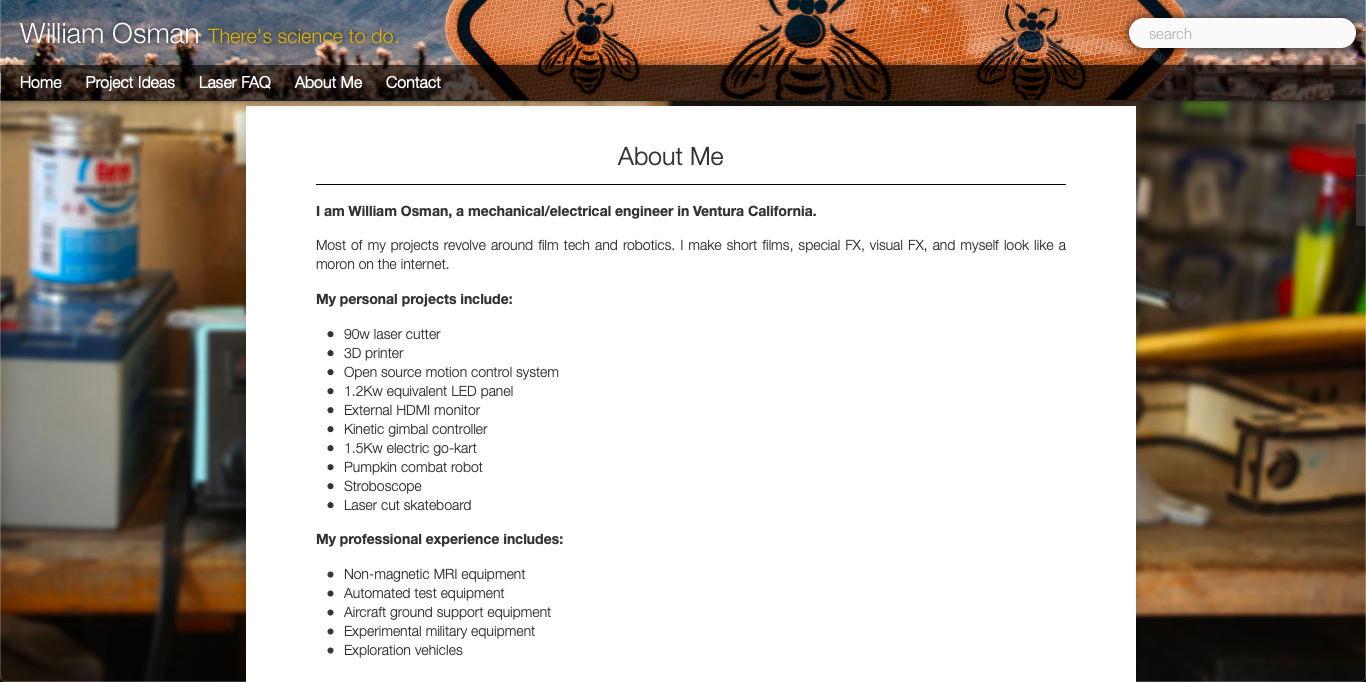 William Osman There's science to do.
search
Home Project Ideas Laser FAQ About Me Contact
About Me
I am William Osman, a mechanical/electrical engineer in Ventura California.
Most of my projects revolve around film tech and robotics. I make short films, special FX, visual FX, and myself look like a
moron on the internet.
My personal projects include:
90w laser cutter
3D printer
Open source motion control system
1.2Kw equivalent LED panel
External HDMI monitor
Kinetic gimbal controller
1.5Kw electric go-kart
Pumpkin combat robot
Stroboscope
Laser cut skateboard
My professional experience includes:
Non-magnetic MRI equipment
Automated test equipment
Aircraft ground support equipment
Experimental military equipment
Exploration vehicles